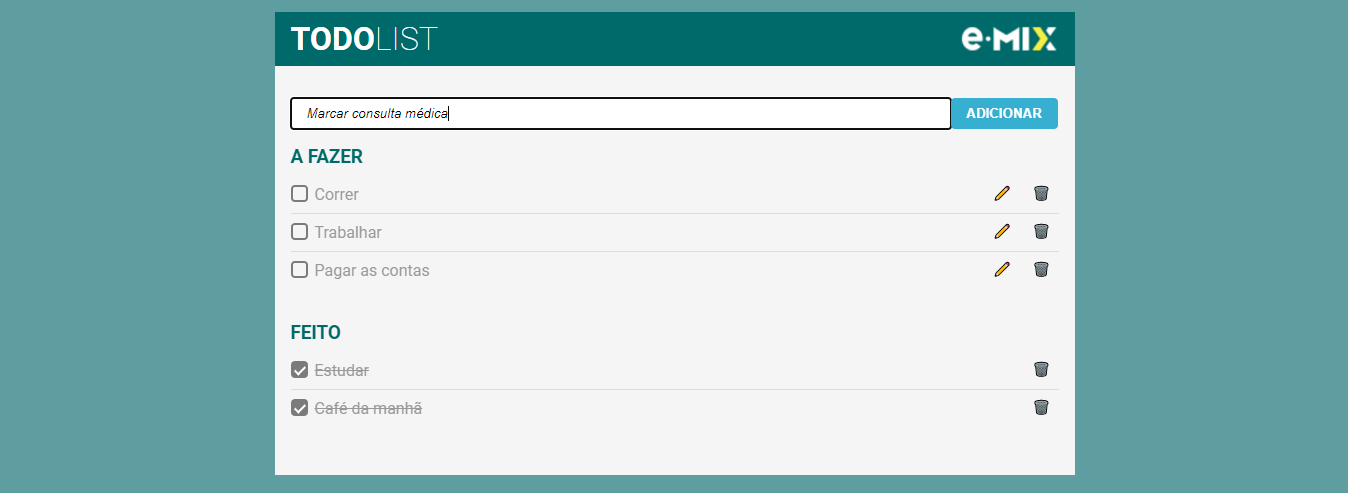 TODOLIST
e·MIX
Marcar consulta médica
ADICIONAR
A FAZER
Correr
Trabalhar
Pagar as contas
FEITO
Estudar
Café da manhã